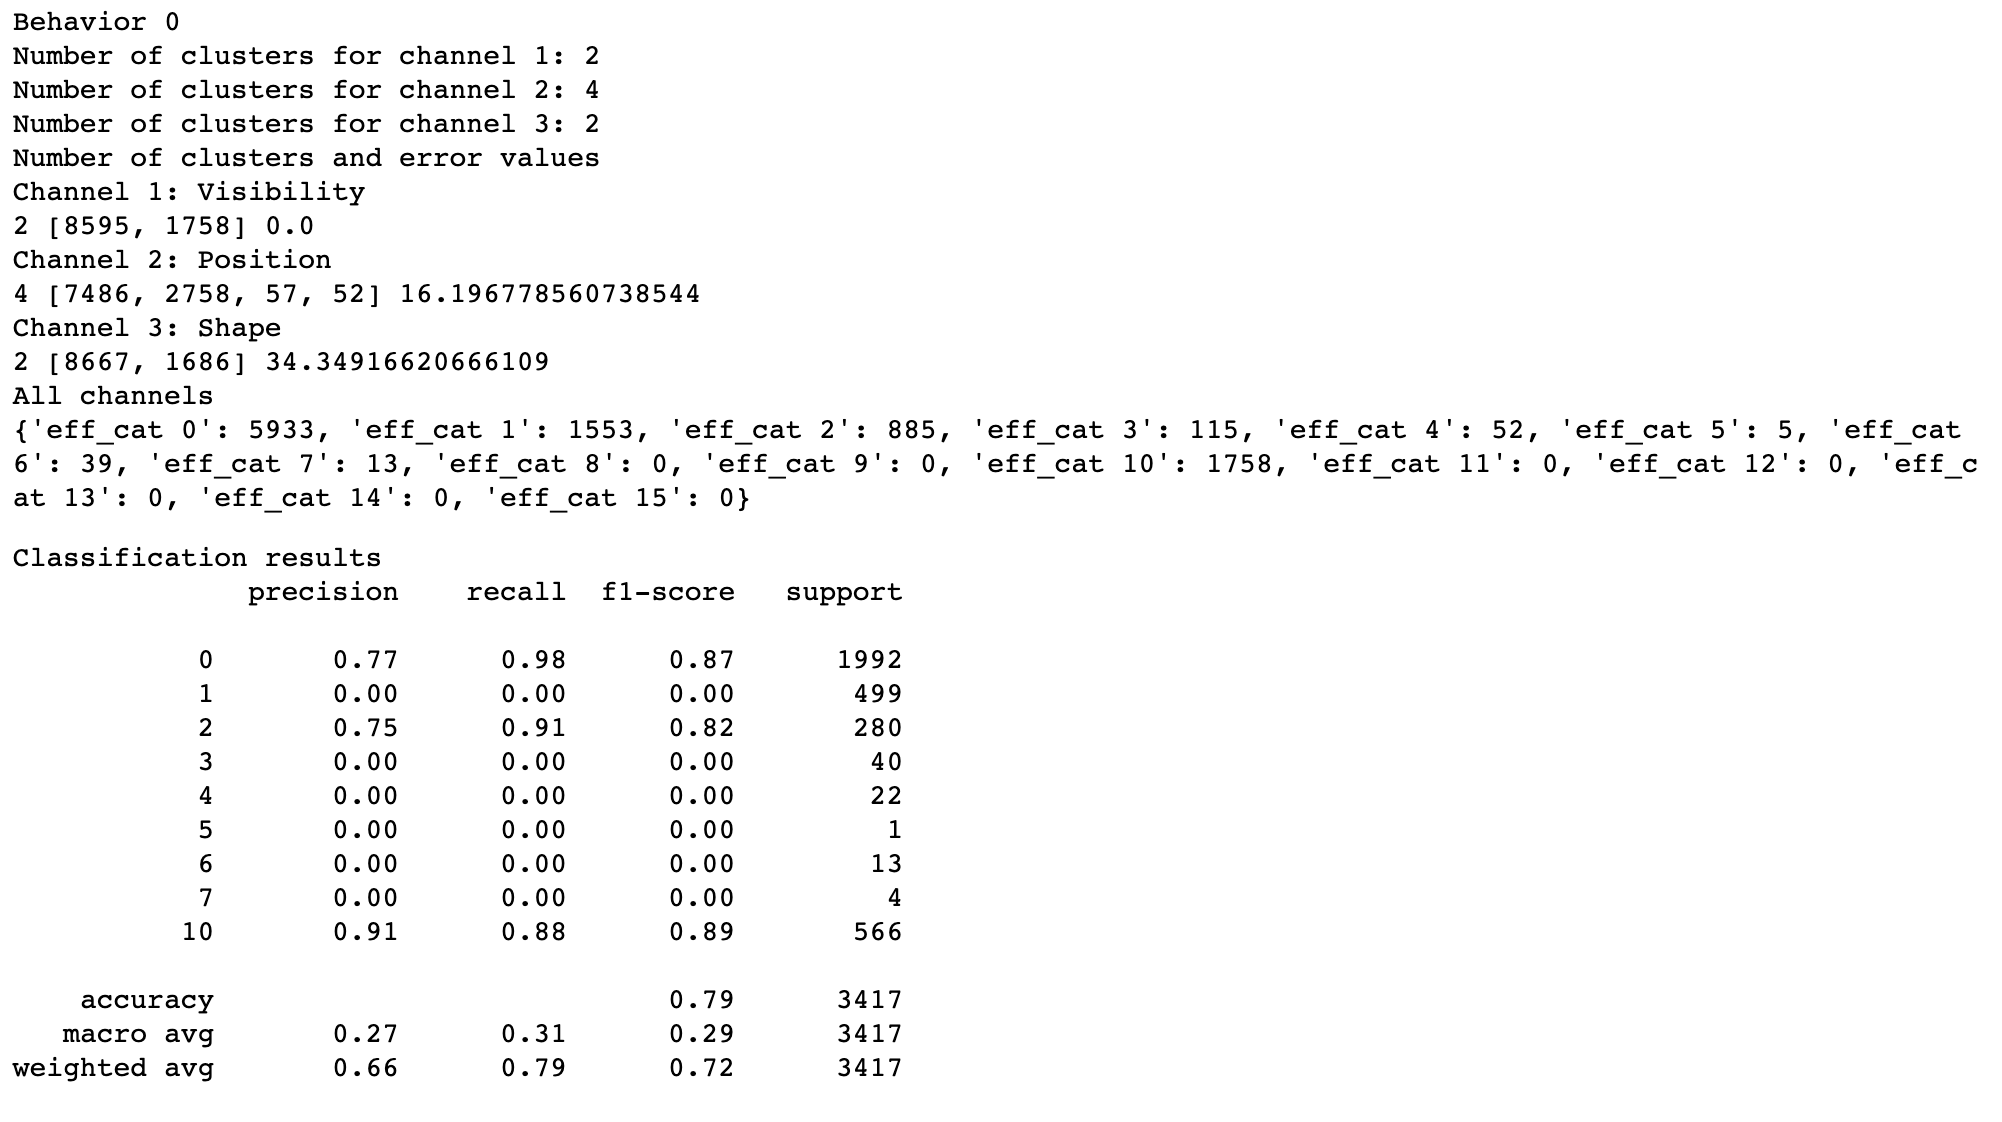 Behavior 0
Number of clusters for channel 1: 2
Number of clusters for channel 2: 4
Number of clusters for channel 3: 2
Number of clusters and error values
Channel 1: Visibility
2 [8595, 1758] 0.0
Channel 2: Position
4 [7486, 2758, 57, 52] 16.196778560738544
Channel 3: Shape
2 [8667, 1686] 34.34916620666109
All channels
{'eff_cat 0': 5933, 'eff_cat 1': 1553, 'eff_cat 2': 885, 'eff_cat 3': 115, 'eff_cat 4': 52, 'eff_cat 5': 5, 'eff_cat
6': 39, 'eff_cat 7': 13, 'eff_cat 8': 0, 'eff_cat 9': 0, 'eff_cat 10': 1758, 'eff_cat 11': 0, 'eff_cat 12': 0, 'eff_c
at 13': 0, 'eff_cat 14': 0, 'eff_cat 15': 0}
Classification results
precision recall f1-score support
0 0.77 0.98 0.87 1992
1 0.00 0.00 0.00 499
2 0.75 0.91 0.82 280
3 0.00 0.00 0.00 40
4 0.00 0.00 0.00 22
5 0.00 0.00 0.00 1
6 0.00 0.00 0.00 13
7 0.00 0.00 0.00 4
10 0.91 0.88 0.89 566
accuracy 0.79 3417
macro avg 0.27 0.31 0.29 3417
weighted avg 0.66 0.79 0.72 3417